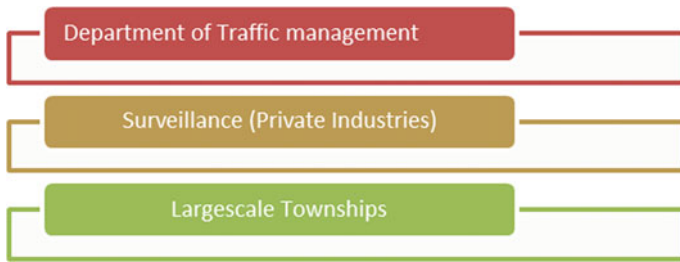 Department of Traffic management
Surveillance (Private Industries)
Largescale Townships